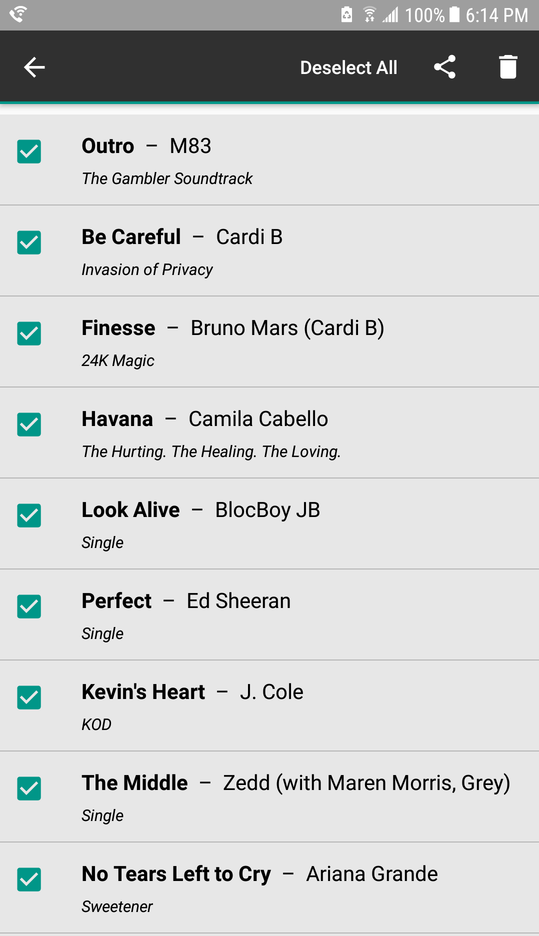 100% 6:14 PM
Deselect All
Outro – M83
The Gambler Soundtrack
Be Careful – Cardi B
Invasion of Privacy
Finesse – Bruno Mars (Cardi B)
24K Magic
Havana – Camila Cabello
The Hurting. The Healing. The Loving.
Look Alive – BlocBoy JB
Single
Perfect – Ed Sheeran
Single
Kevin's Heart – J. Cole
KOD
The Middle – Zedd (with Maren Morris, Grey)
Single
No Tears Left to Cry – Ariana Grande
Sweetener